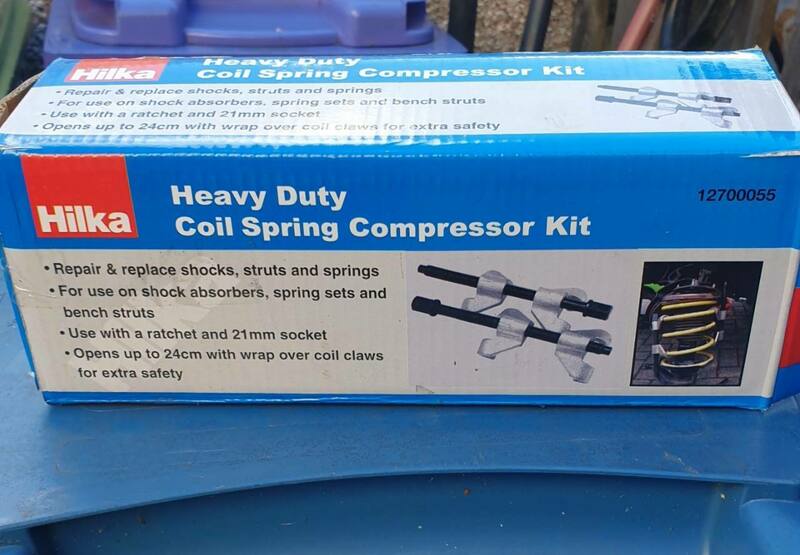 Hilka
Heavy Duty
Coil Spring Compressor Kit
• Repair & replace shocks, struts and springs
• For use on shock absorbers, spring sets and bench struts
• Use with a ratchet and 21mm socket
• Opens up to 24cm with wrap over coil claws for extra safety
Hilka
Heavy Duty
Coil Spring Compressor Kit
12700055
• Repair & replace shocks, struts and springs
• For use on shock absorbers, spring sets and
bench struts
• Use with a ratchet and 21mm socket
• Opens up to 24cm with wrap over coil claws
for extra safety